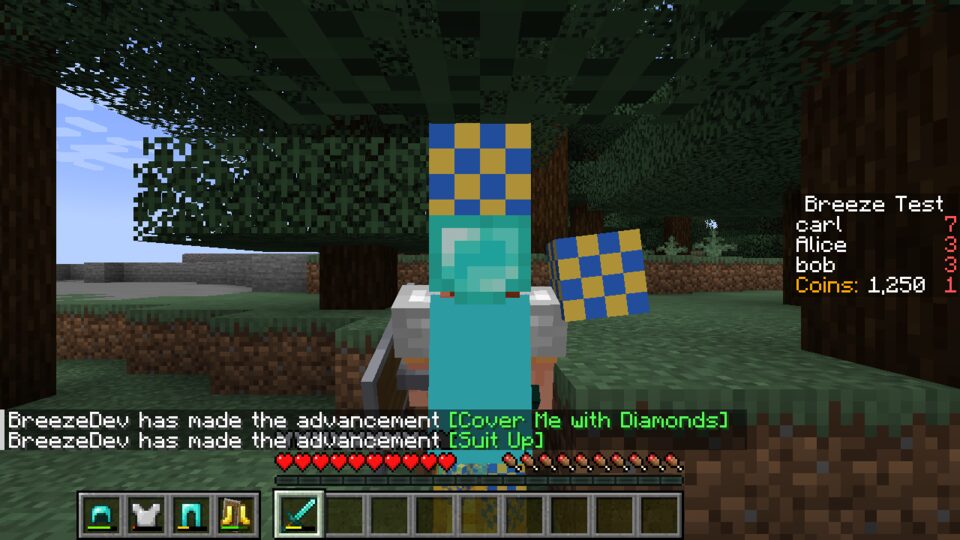 Breeze Test
carl 7
Alice 3
bob 3
Coins: 1,250 1
BreezeDev has made the advancement [Cover Me with Diamonds]
BreezeDev has made the advancement [Suit Up]